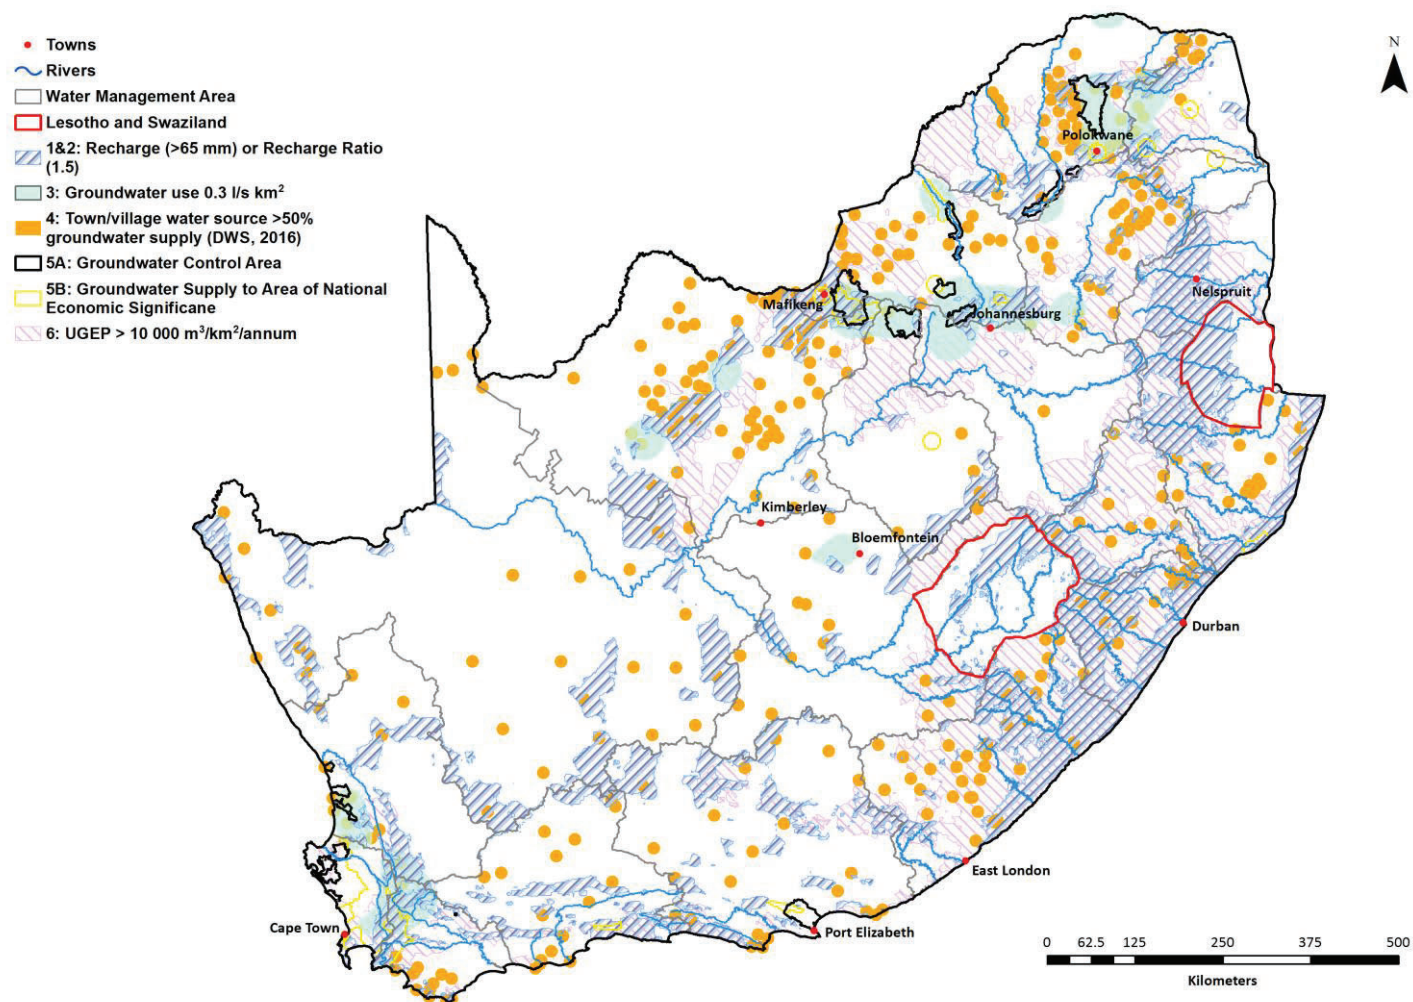 Towns
Rivers
Water Management Area
Lesotho and Swaziland
1&2: Recharge (>65 mm) or Recharge Ratio
(1.5)
3: Groundwater use 0.3 l/s km²
4: Town/village water source >50%
groundwater supply (DWS, 2016)
5A: Groundwater Control Area
5B: Groundwater Supply to Area of National
Economic Significane
6: UGEP > 10 000 m³/km²/annum
N
Polokwane
Mafikeng
Nelspruit
Johannesburg
Kimberley
Bloemfontein
Durban
East London
Cape Town
Port Elizabeth
0 62.5 125 250 375 500
Kilometers